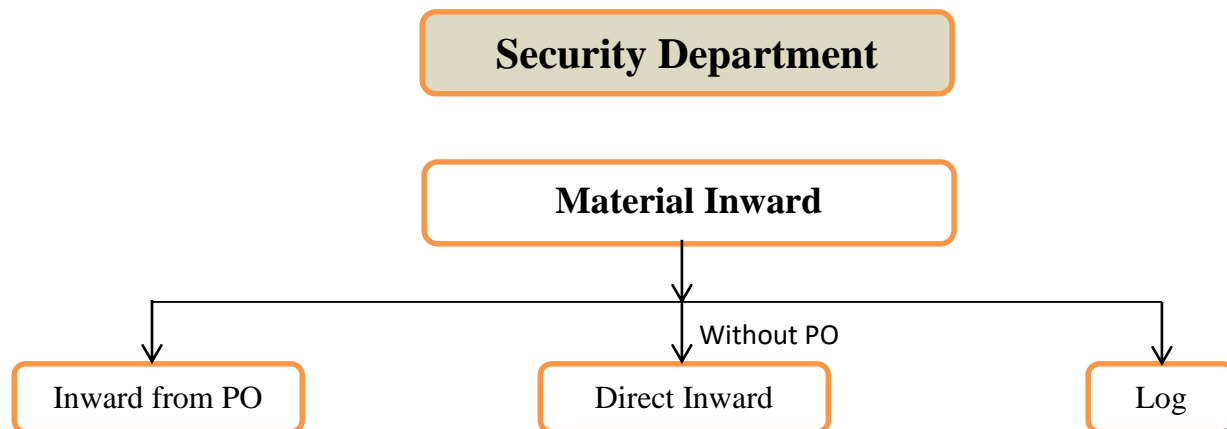 Security Department
Material Inward
Without PO
Inward from PO
Direct Inward
Log